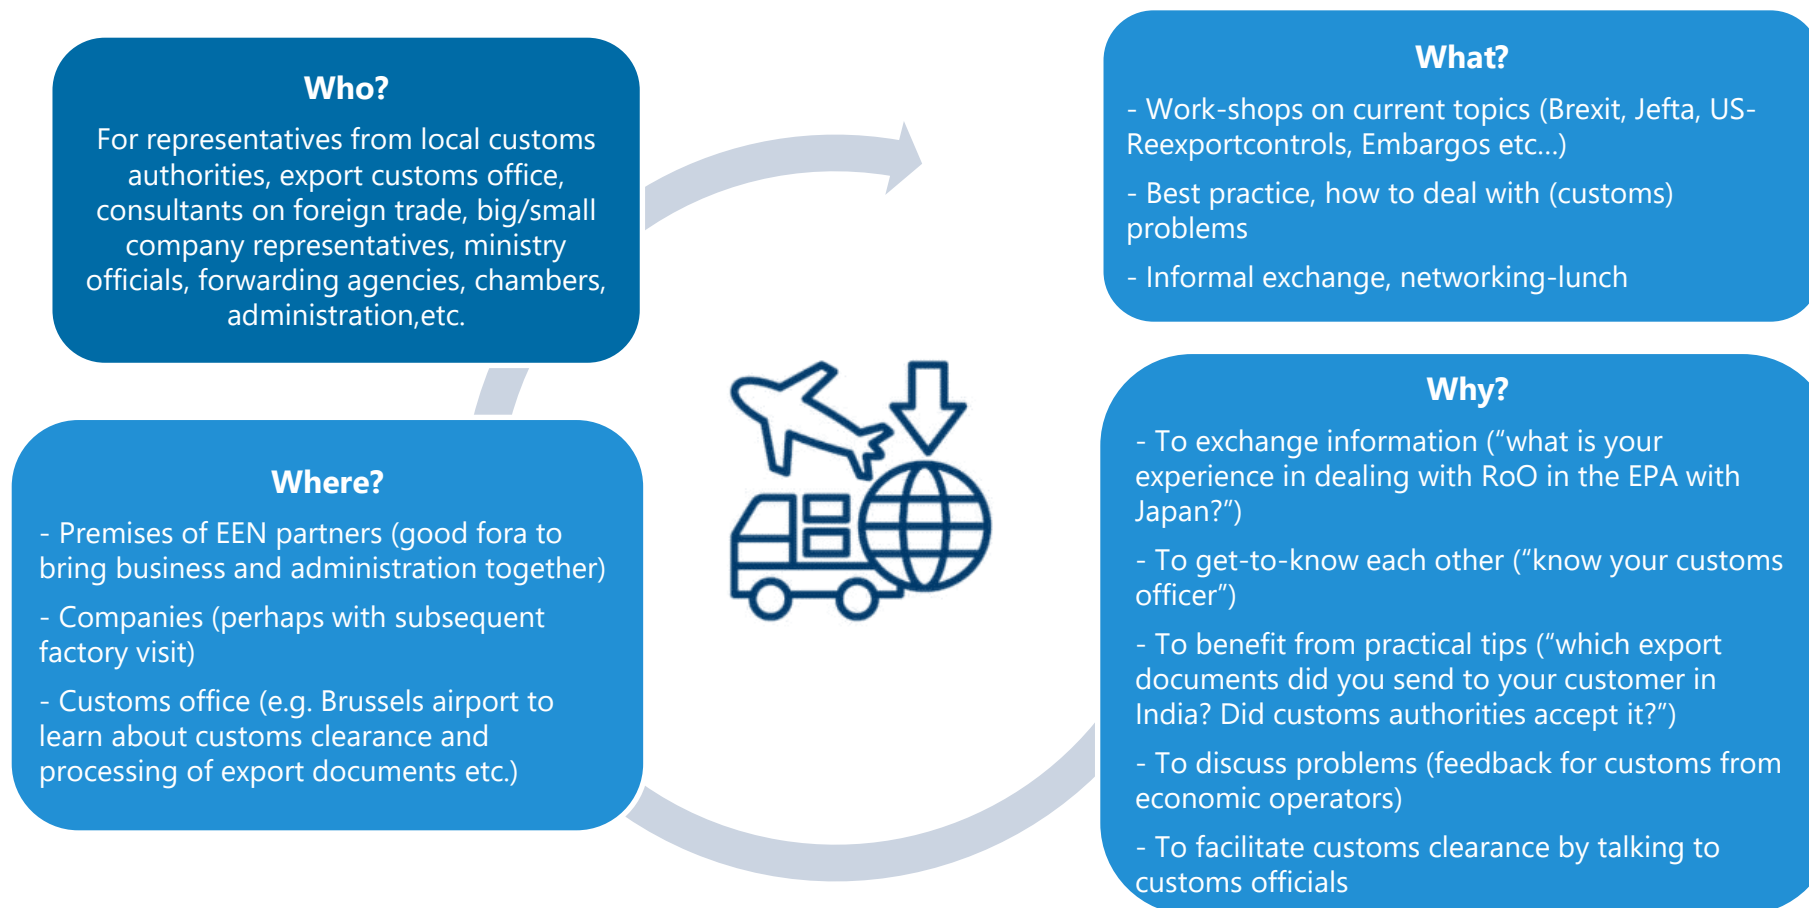 Who?
For representatives from local customs
authorities, export customs office,
consultants on foreign trade, big/small
company representatives, ministry
officials, forwarding agencies, chambers,
administration,etc.
What?
- Work-shops on current topics (Brexit, Jefta, US-
Reexportcontrols, Embargos etc...)
- Best practice, how to deal with (customs)
problems
- Informal exchange, networking-lunch
Where?
- Premises of EEN partners (good fora to
bring business and administration together)
- Companies (perhaps with subsequent
factory visit)
- Customs office (e.g. Brussels airport to
learn about customs clearance and
processing of export documents etc.)
Why?
- To exchange information (“what is your
experience in dealing with RoO in the EPA with
Japan?”)
- To get-to-know each other (“know your customs
officer”)
- To benefit from practical tips (“which export
documents did you send to your customer in
India? Did customs authorities accept it?”)
- To discuss problems (feedback for customs from
economic operators)
- To facilitate customs clearance by talking to
customs officials